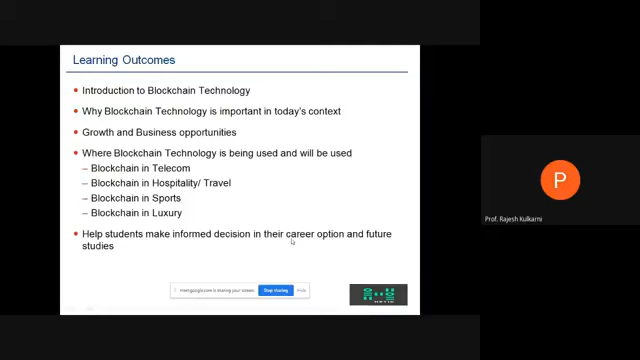 Learning Outcomes
• Introduction to Blockchain Technology
• Why Blockchain Technology is important in today's context
• Growth and Business opportunities
• Where Blockchain Technology is being used and will be used
– Blockchain in Telecom
– Blockchain in Hospitality/ Travel
– Blockchain in Sports
– Blockchain in Luxury
• Help students make informed decision in their career option and future
studies
meet.google.com is sharing your screen. Stop sharing Hide
P
Prof. Rajesh Kulkarni